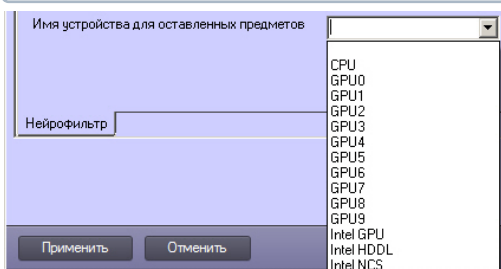 Имя устройства для оставленных предметов
CPU
GPU0
GPU1
GPU2
GPU3
GPU4
GPU5
GPU6
GPU7
GPU8
GPU9
Intel GPU
Intel HDDL
Intel NCS
Нейрофильтр
Применить
Отменить